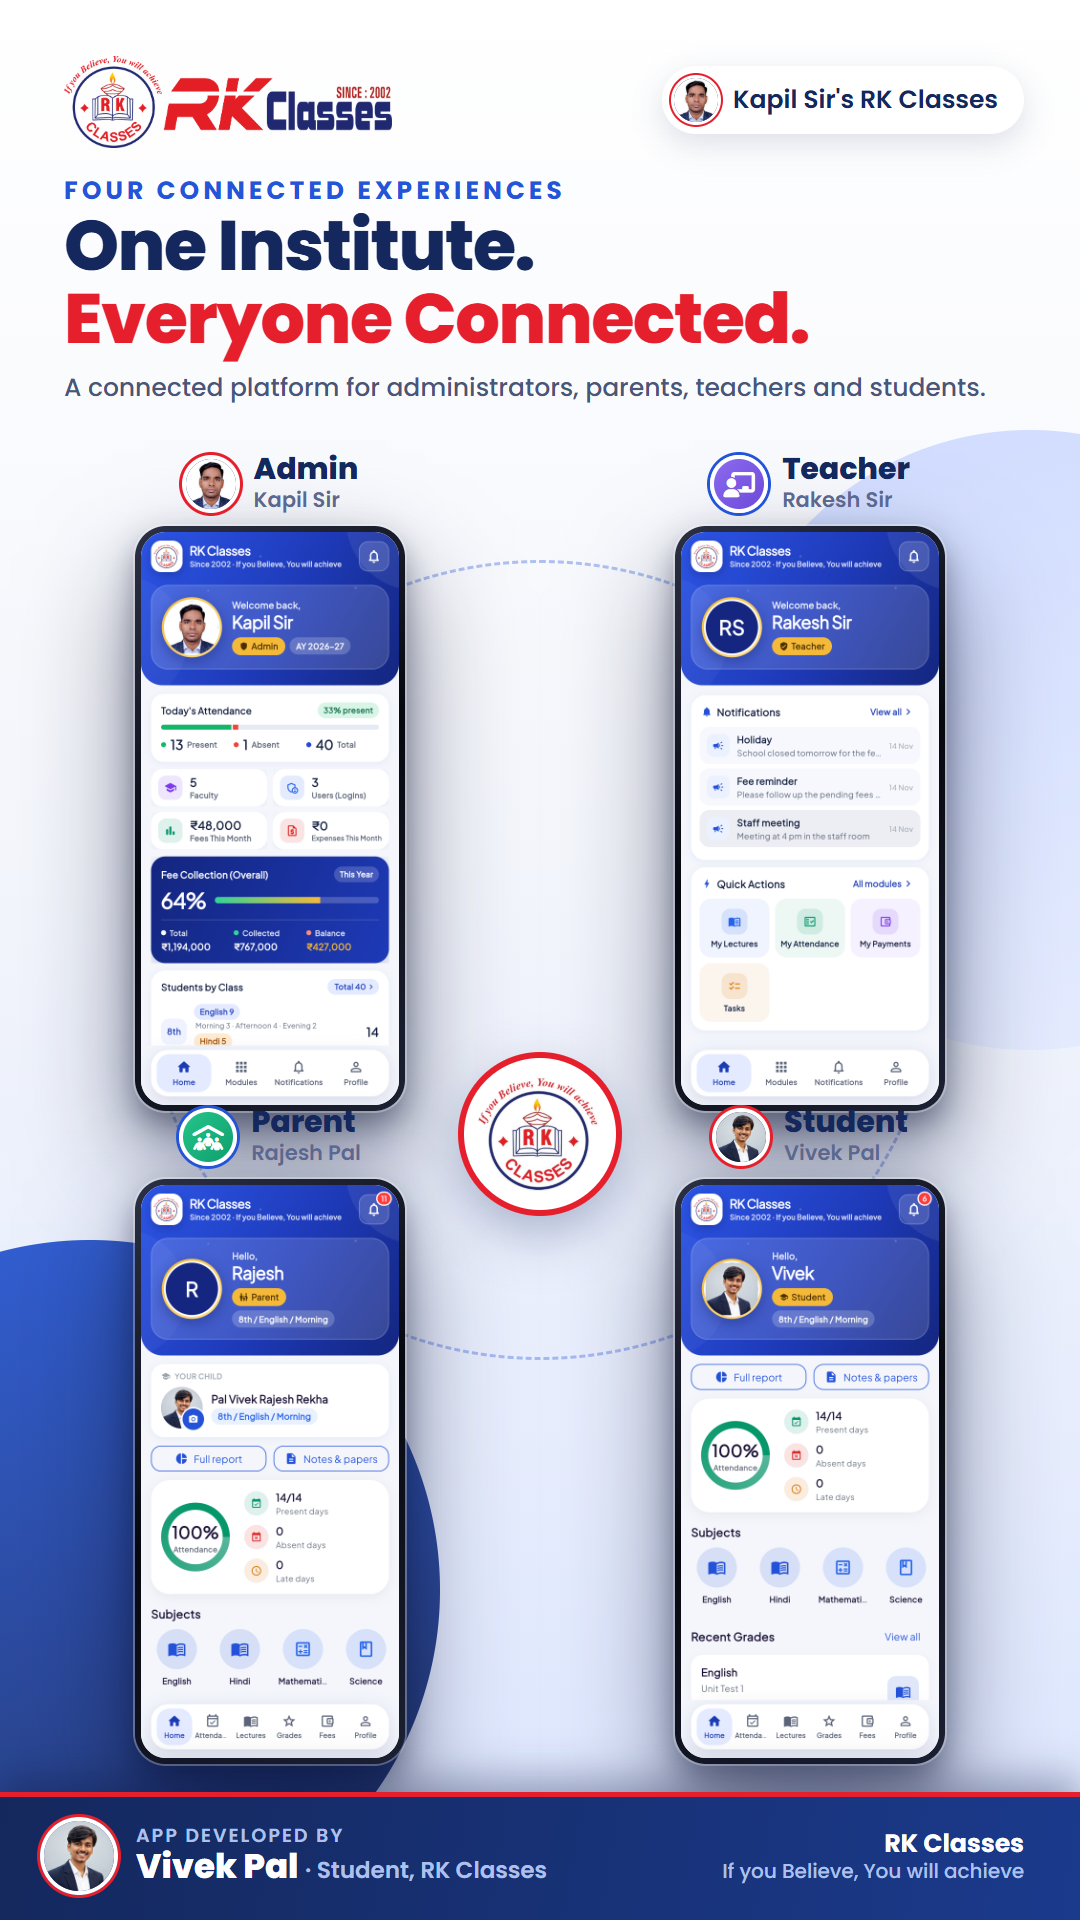 If you Believe, You will achieve
R K
CLASSES
RK Classes
SINCE : 2002
Kapil Sir's RK Classes
FOUR CONNECTED EXPERIENCES
One Institute.
Everyone Connected.
A connected platform for administrators, parents, teachers and students.
Admin
Kapil Sir
RK Classes
Since 2002 · If you Believe, You will achieve
Welcome back,
Kapil Sir
Admin
AY 2026-27
Today's Attendance
33% present
13 Present
1 Absent
40 Total
5
Faculty
3
Users (Logins)
₹48,000
Fees This Month
₹0
Expenses This Month
Fee Collection (Overall)
This Year
64%
Total
₹1,194,000
Collected
₹767,000
Balance
₹427,000
Students by Class
Total 40 >
8th
English 9
Morning 3 · Afternoon 4 · Evening 2
Hindi 5
14
Home
Modules
Notifications
Profile
Teacher
Rakesh Sir
RK Classes
Since 2002 · If you Believe, You will achieve
RS
Welcome back,
Rakesh Sir
Teacher
Notifications
View all >
Holiday
School closed tomorrow for the fe...
14 Nov
Fee reminder
Please follow up the pending fees ..
14 Nov
Staff meeting
Meeting at 4 pm in the staff room
14 Nov
Quick Actions
All modules >
My Lectures
My Attendance
My Payments
Tasks
Home
Modules
Notifications
Profile
If you Believe, You will achieve
R K
CLASSES
Parent
Rajesh Pal
RK Classes
Since 2002 · If you Believe, You will achieve
11
R
Hello,
Rajesh
Parent
8th / English / Morning
YOUR CHILD
Pal Vivek Rajesh Rekha
8th / English / Morning
Full report
Notes & papers
100%
Attendance
14/14
Present days
0
Absent days
0
Late days
Subjects
English
Hindi
Mathemati..
Science
Home
Attenda..
Lectures
Grades
Fees
Profile
Student
Vivek Pal
RK Classes
Since 2002 · If you Believe, You will achieve
6
Hello,
Vivek
Student
8th / English / Morning
Full report
Notes & papers
100%
Attendance
14/14
Present days
0
Absent days
0
Late days
Subjects
English
Hindi
Mathemati..
Science
Recent Grades
View all
English
Unit Test 1
Home
Attenda..
Lectures
Grades
Fees
Profile
APP DEVELOPED BY
Vivek Pal · Student, RK Classes
RK Classes
If you Believe, You will achieve